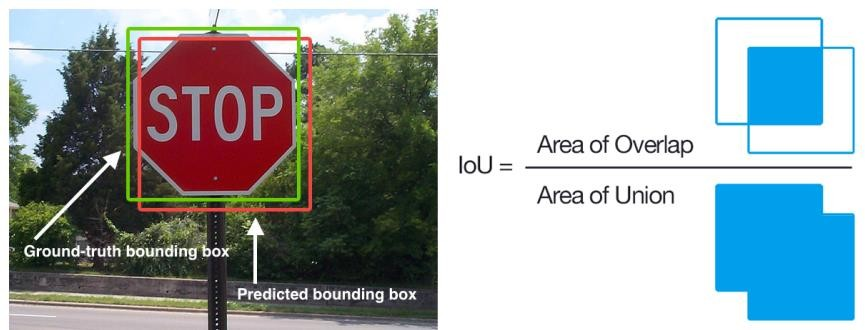 STOP
Ground-truth bounding box
Predicted bounding box
IoU =
Area of Overlap
Area of Union